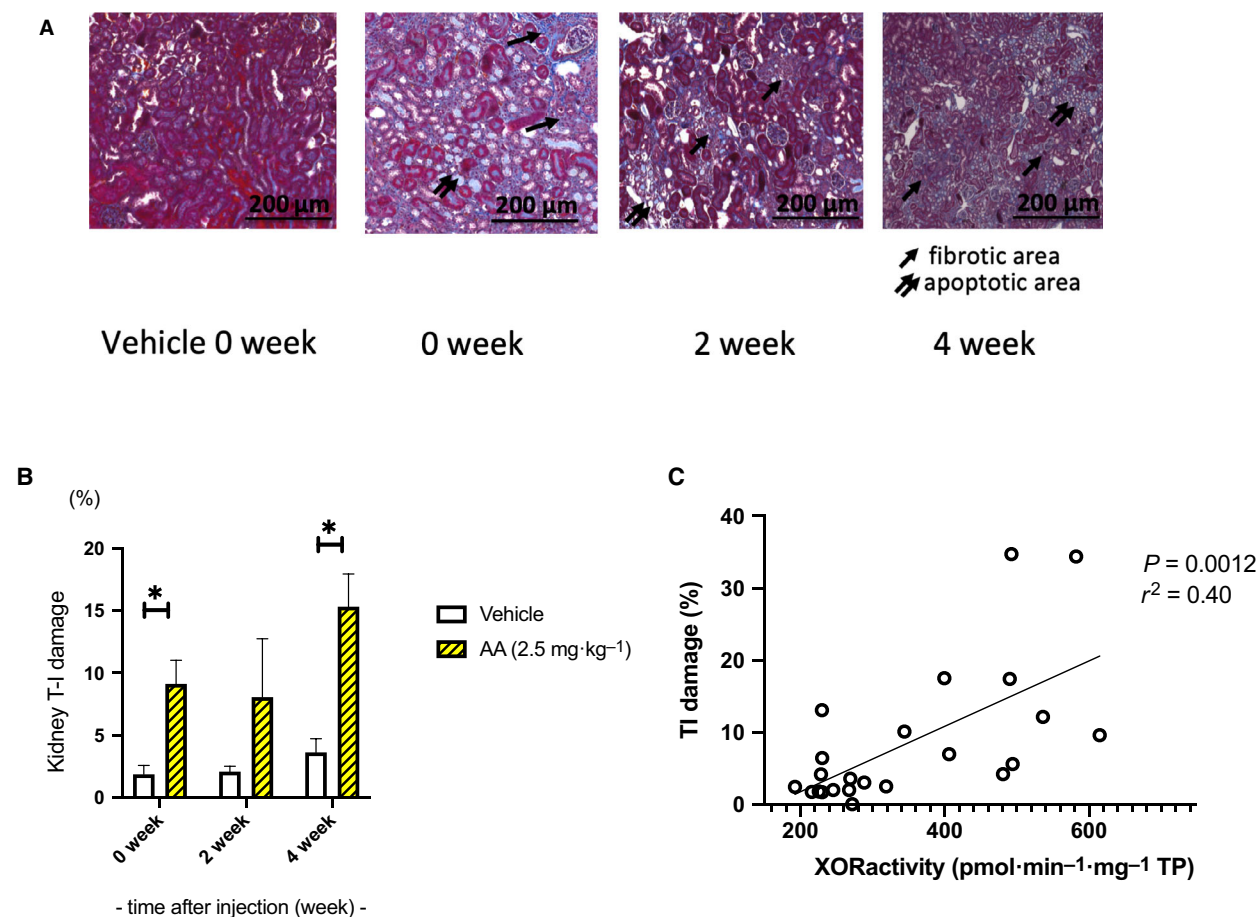 A
200 µm
200 µm
200 µm
200 µm
fibrotic area
apoptotic area
Vehicle 0 week
0 week
2 week
4 week
B
(%)
Kidney T-I damage
20
15
10
5
0
*
*
0 week
2 week
4 week
- time after injection (week) -
Vehicle
AA (2.5 mg·kg–1)
C
TI damage (%)
40
30
20
10
0
200
400
600
XORactivity (pmol·min–1·mg–1 TP)
P = 0.0012
r2 = 0.40